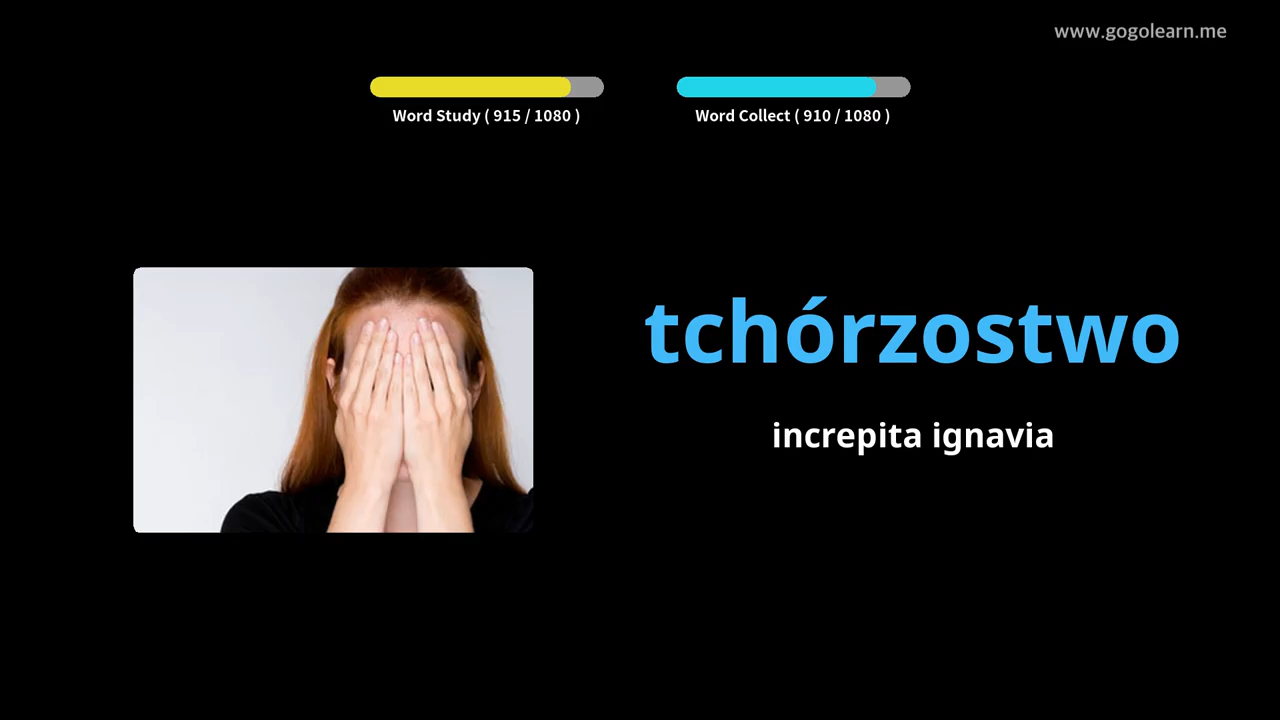 www.gogolearn.me
Word Study ( 915 / 1080 )
Word Collect ( 910 / 1080 )
tchórzostwo
increpita ignavia